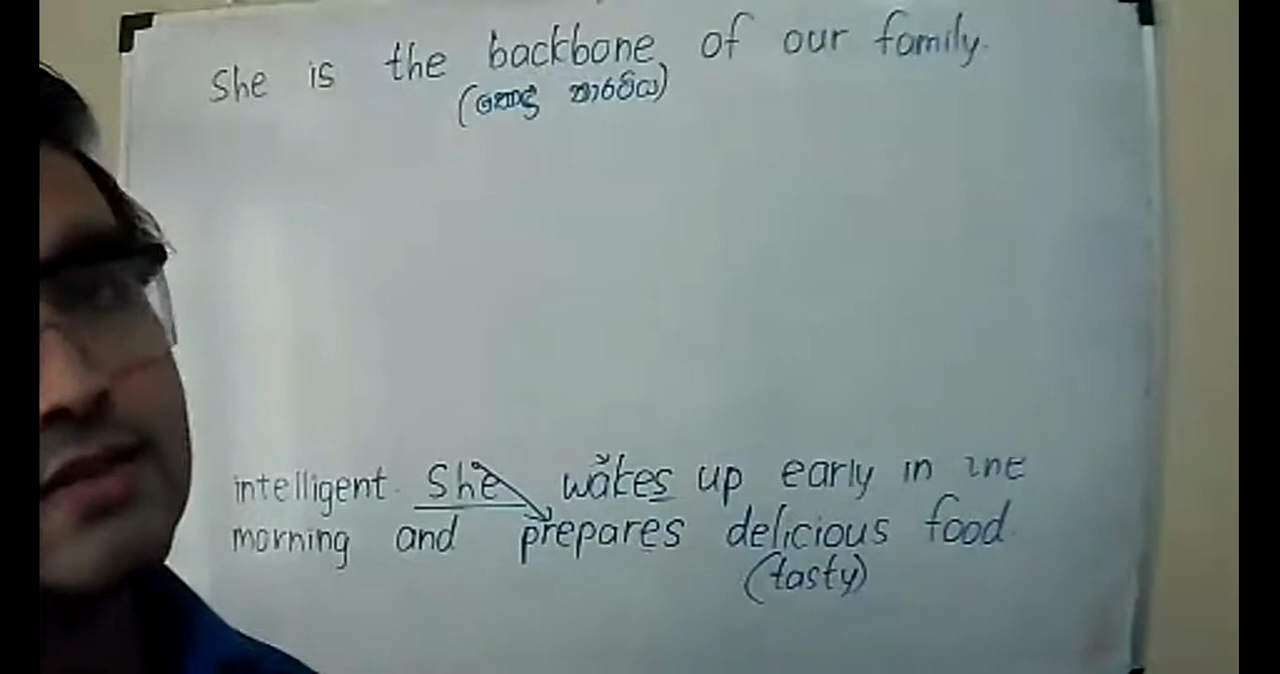 She is the backbone of our family.
(කොඳු නාරටිය)
intelligent. She wakes up early in the
morning and prepares delicious food.
(tasty)